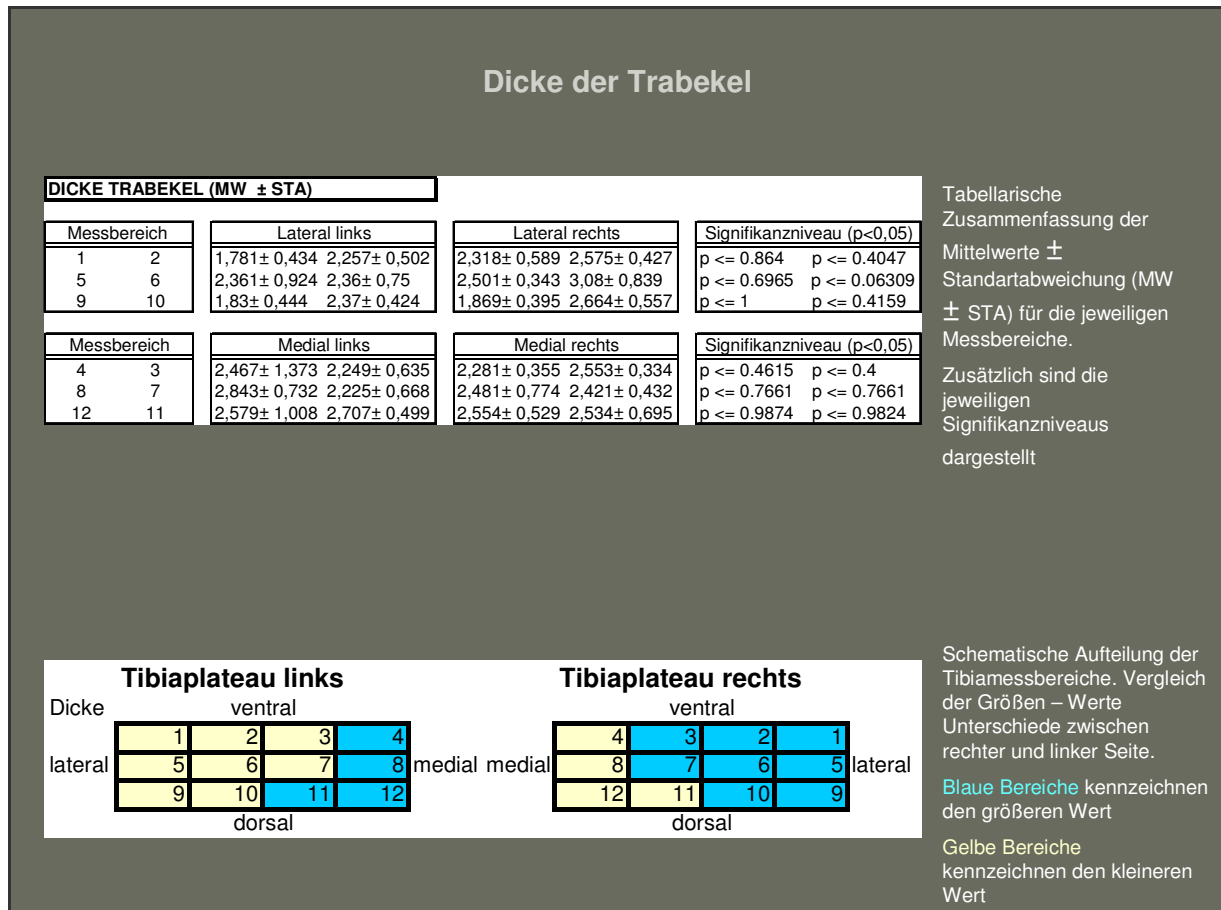 Dicke der Trabekel
DICKE TRABEKEL (MW ± STA)
Messbereich Lateral links Lateral rechts Signifikanzniveau (p<0,05)
1 2 1,781± 0,434 2,257± 0,502 2,318± 0,589 2,575± 0,427 p <= 0.864 p <= 0.4047
5 6 2,361± 0,924 2,36± 0,75 2,501± 0,343 3,08± 0,839 p <= 0.6965 p <= 0.06309
9 10 1,83± 0,444 2,37± 0,424 1,869± 0,395 2,664± 0,557 p <= 1 p <= 0.4159
Messbereich Medial links Medial rechts Signifikanzniveau (p<0,05)
4 3 2,467± 1,373 2,249± 0,635 2,281± 0,355 2,553± 0,334 p <= 0.4615 p <= 0.4
8 7 2,843± 0,732 2,225± 0,668 2,481± 0,774 2,421± 0,432 p <= 0.7661 p <= 0.7661
12 11 2,579± 1,008 2,707± 0,499 2,554± 0,529 2,534± 0,695 p <= 0.9874 p <= 0.9824
Tabellarische
Zusammenfassung der
Mittelwerte ±
Standartabweichung (MW
± STA) für die jeweiligen
Messbereiche.
Zusätzlich sind die
jeweiligen
Signifikanzniveaus
dargestellt
Tibiaplateau links Tibiaplateau rechts
Dicke ventral ventral
1 2 3 4 4 3 2 1
lateral 5 6 7 8 medial medial 8 7 6 5 lateral
9 10 11 12 12 11 10 9
dorsal dorsal
Schematische Aufteilung der
Tibiamessbereiche. Vergleich
der Größen – Werte
Unterschiede zwischen
rechter und linker Seite.
Blaue Bereiche kennzeichnen
den größeren Wert
Gelbe Bereiche
kennzeichnen den kleineren
Wert